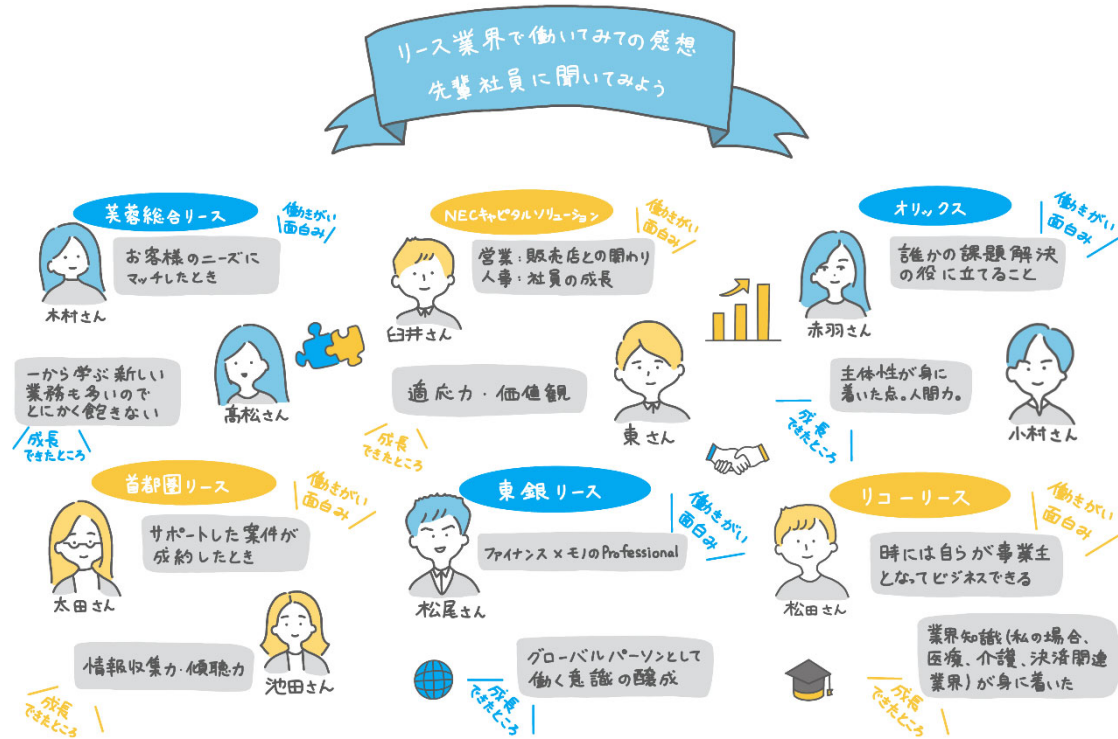 リース業界で働いてみての感想
先輩社員に聞いてみよう
芙蓉総合リース
働きがい
面白み
お客様のニーズに
マッチしたとき
木村さん
髙松さん
一から学ぶ新しい
業務も多いので
とにかく飽きない
成長
できたところ
NECキャピタルソリューション
働きがい
面白み
営業：販売店との関わり
人事：社員の成長
臼井さん
適応力・価値観
東さん
成長
できたところ
オリックス
働きがい
面白み
誰かの課題解決
の役に立てること
赤羽さん
主体性が身に
着いた点。人間力。
小村さん
成長
できたところ
首都圏リース
働きがい
面白み
サポートした案件が
成約したとき
太田さん
情報収集力・傾聴力
池田さん
成長
できたところ
東銀リース
働きがい
面白み
ファイナンス×モノのProfessional
松尾さん
グローバルパーソンとして
働く意識の醸成
成長
できたところ
リコーリース
働きがい
面白み
時には自らが事業主
となってビジネスできる
松田さん
業界知識(私の場合、
医療、介護、決済関連
業界)が身に着いた
成長
できたところ